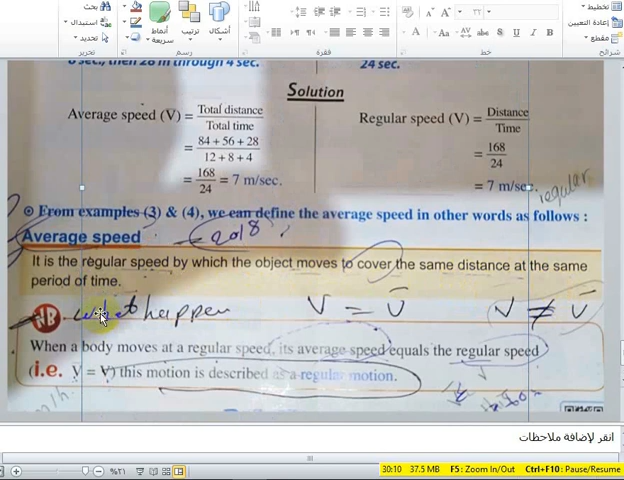 تخطيط
إعادة التعيين
مقطع
شرائح
خط
فقرة
أشكال
ترتيب
أنماط سريعة
رسم
بحث
استبدال
تحديد
تحرير
8 sec., then 28 m through 4 sec.
24 sec.
Solution
Average speed (V) = Total distance / Total time
= 84 + 56 + 28 / 12 + 8 + 4
= 168 / 24 = 7 m/sec.
Regular speed (V) = Distance / Time
= 168 / 24
= 7 m/sec.
regular
From examples (3) & (4), we can define the average speed in other words as follows :
Average speed
2018
It is the regular speed by which the object moves to cover the same distance at the same
period of time.
NB
what happen V = V̄ V ≠ V̄
When a body moves at a regular speed, its average speed equals the regular speed
(i.e. V = V̄) this motion is described as a regular motion.
انقر لإضافة ملاحظات
%٢١
30:10 37.5 MB F5: Zoom In/Out Ctrl+F10: Pause/Resume